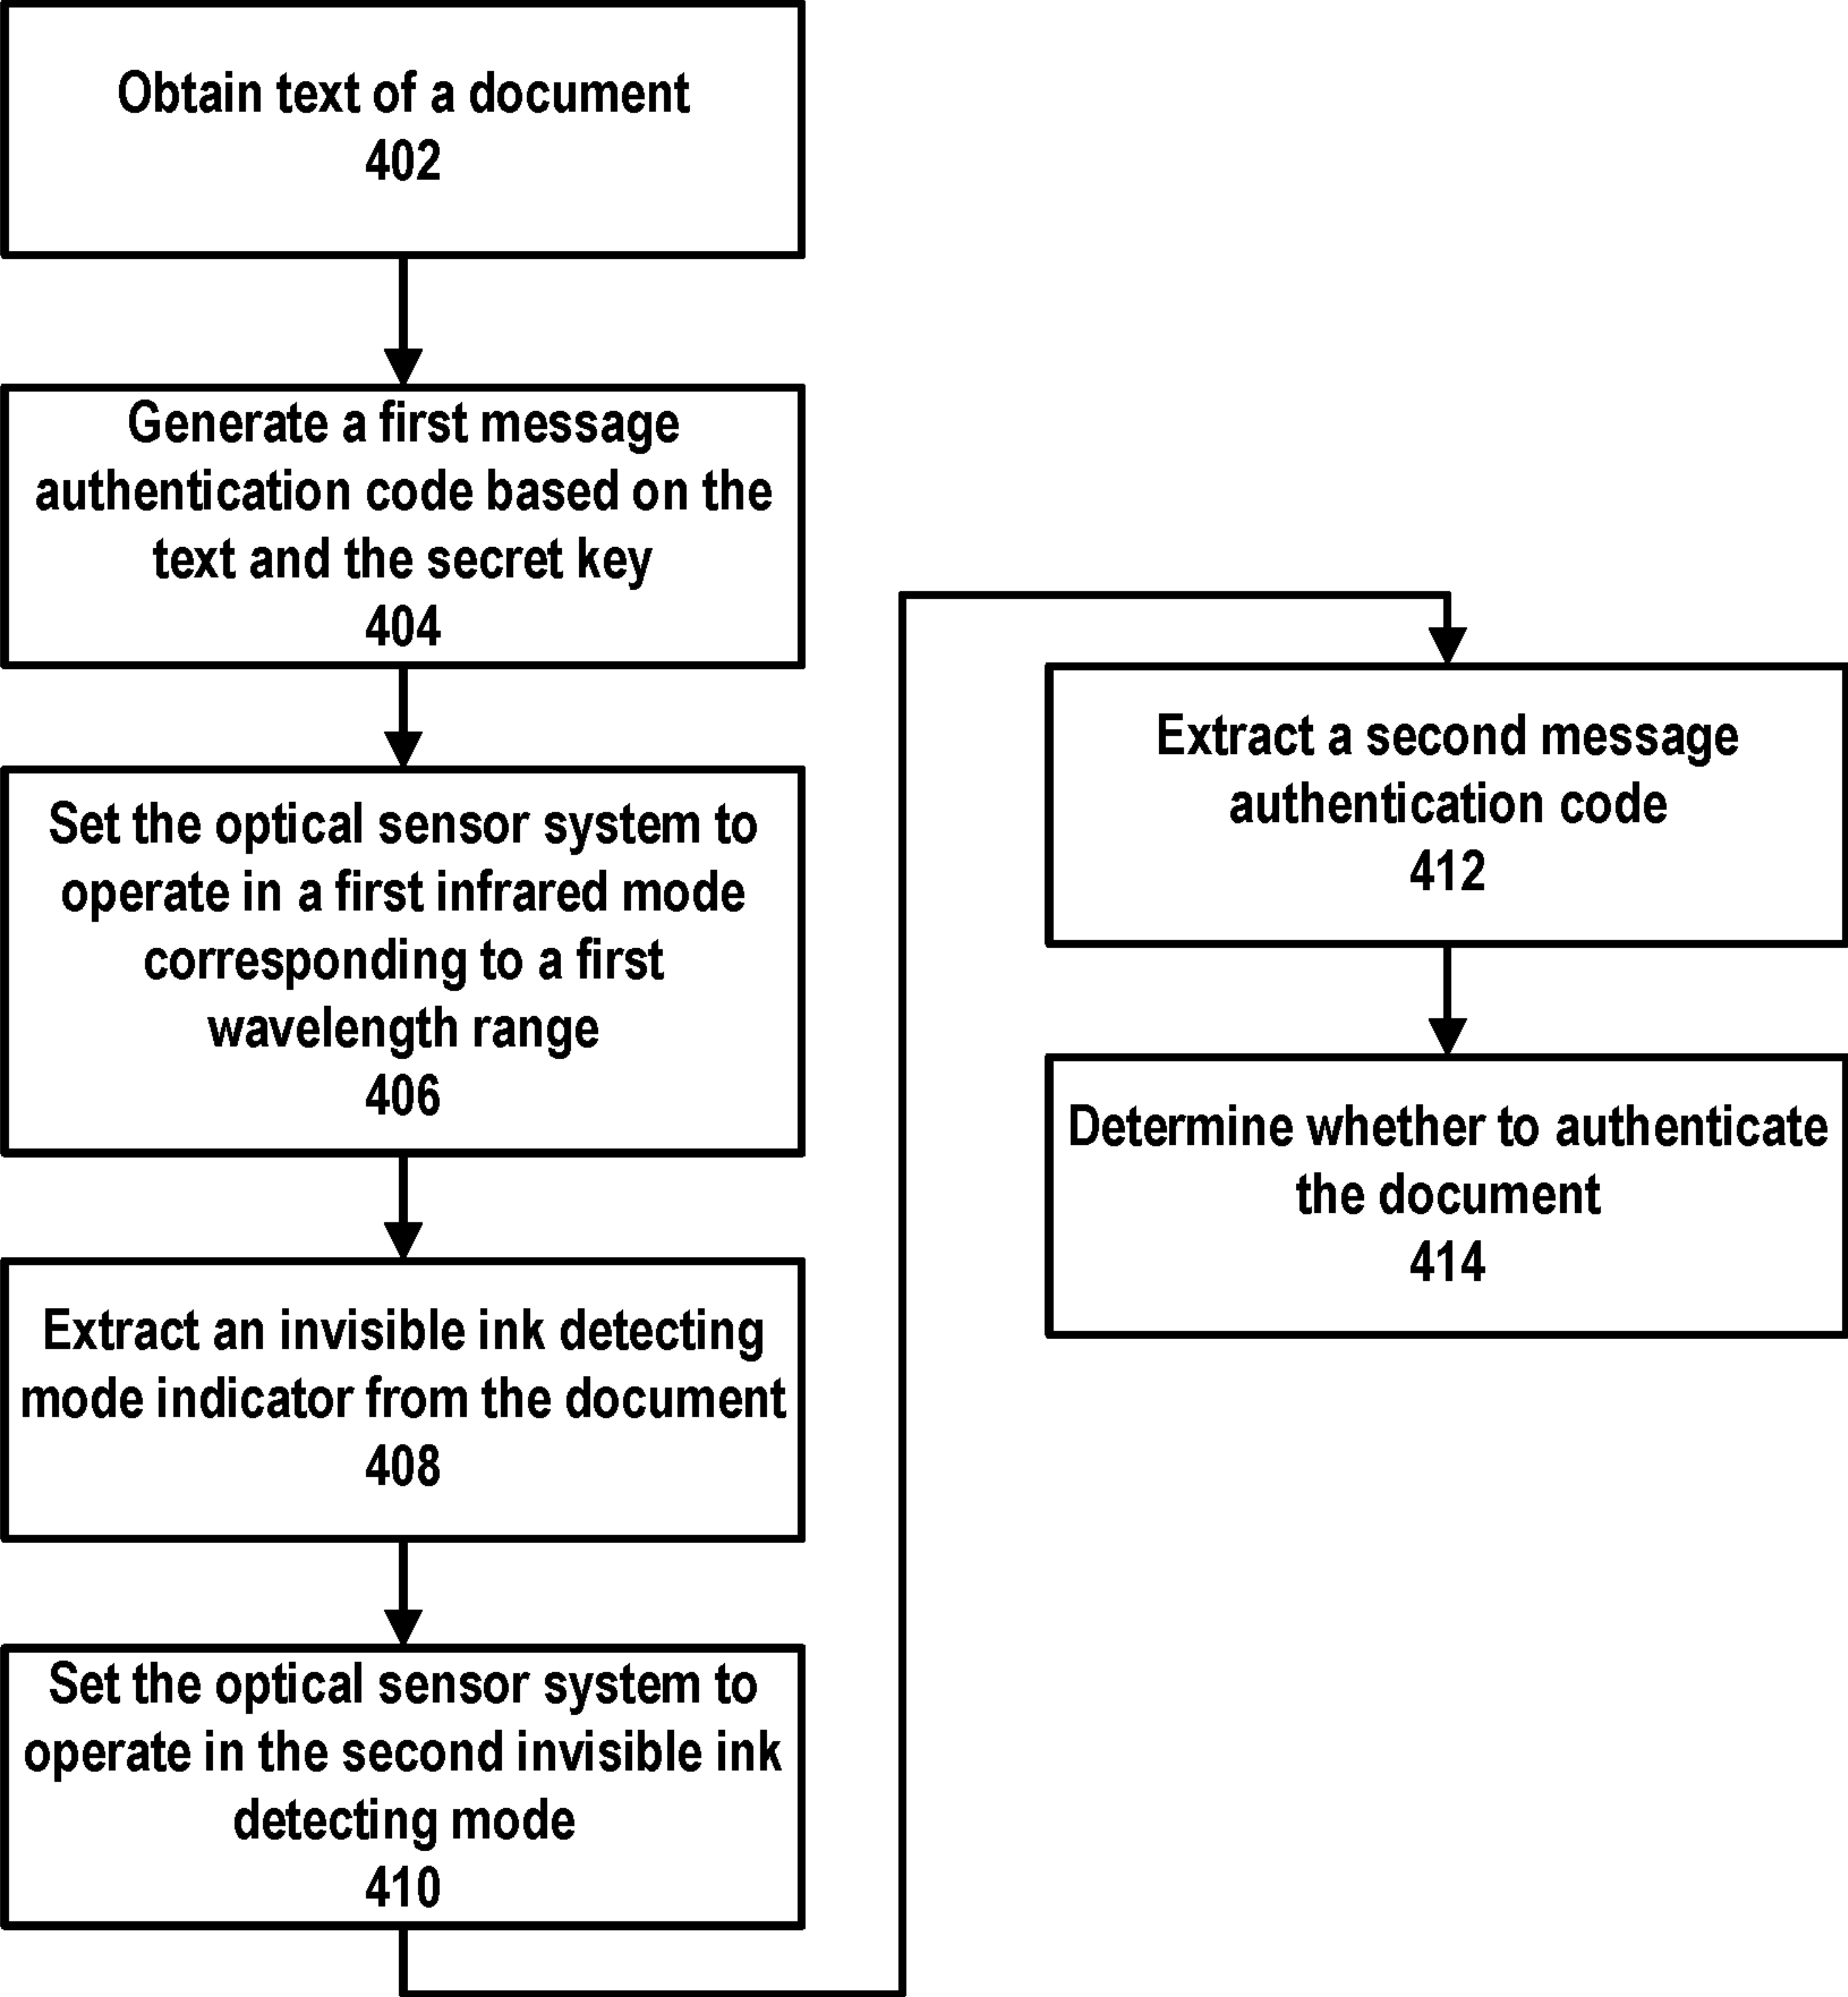 Obtain text of a document
402
Generate a first message
authentication code based on the
text and the secret key
404
Set the optical sensor system to
operate in a first infrared mode
corresponding to a first
wavelength range
406
Extract an invisible ink detecting
mode indicator from the document
408
Set the optical sensor system to
operate in the second invisible ink
detecting mode
410
Extract a second message
authentication code
412
Determine whether to authenticate
the document
414